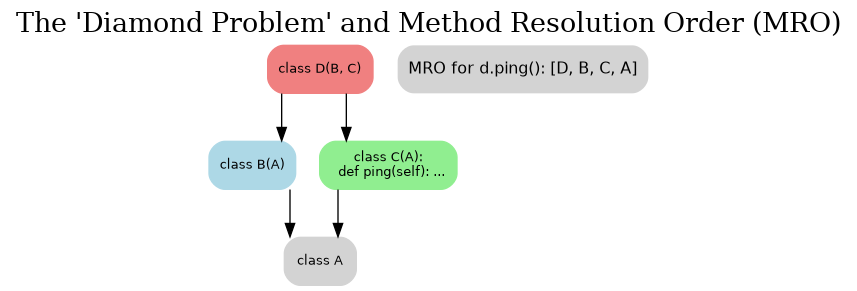 The 'Diamond Problem' and Method Resolution Order (MRO)
class D(B, C)
MRO for d.ping(): [D, B, C, A]
class B(A)
class C(A):
def ping(self): ...
class A